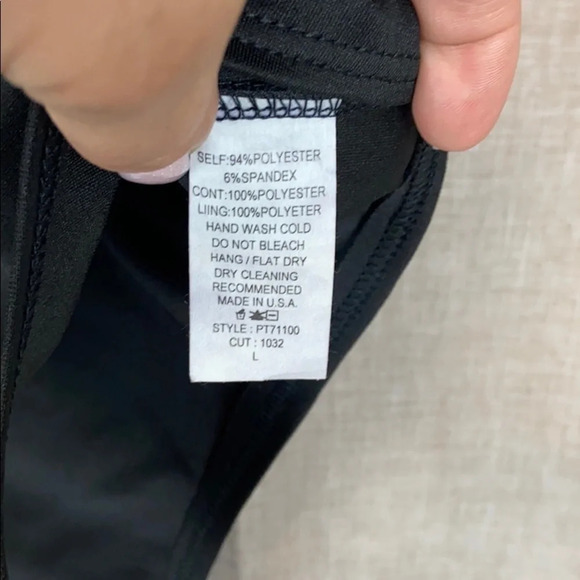 SELF:94%POLYESTER
6%SPANDEX
CONT:100%POLYESTER
LIING:100%POLYETER
HAND WASH COLD
DO NOT BLEACH
HANG / FLAT DRY
DRY CLEANING
RECOMMENDED
MADE IN U.S.A.
STYLE : PT71100
CUT : 1032
L